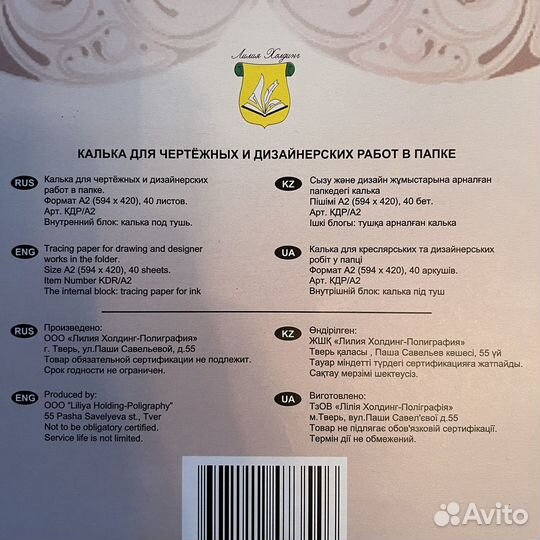 Лилия Холдинг
КАЛЬКА ДЛЯ ЧЕРТЁЖНЫХ И ДИЗАЙНЕРСКИХ РАБОТ В ПАПКЕ
RUS
Калька для чертёжных и дизайнерских
работ в папке.
Формат А2 (594 x 420), 40 листов.
Арт. КДР/А2
Внутренний блок: калька под тушь.
KZ
Сызу және дизайн жұмыстарына арналған
папкедегі калька
Пішімі А2 (594 x 420), 40 бет.
Арт. КДР/А2
Ішкі блогы: тушқа арналған калька
ENG
Tracing paper for drawing and designer
works in the folder.
Size A2 (594 x 420), 40 sheets.
Item Number KDR/A2
The internal block: tracing paper for ink
UA
Калька для креслярських та дизайнерських
робіт у папці
Формат А2 (594 x 420), 40 аркушів.
Арт. КДР/А2
Внутрішній блок: калька під туш
RUS
Произведено:
ООО «Лилия Холдинг-Полиграфия»
г. Тверь, ул.Паши Савельевой, д.55
Товар обязательной сертификации не подлежит.
Срок годности не ограничен.
KZ
Өндірілген:
ЖШҚ «Лилия Холдинг-Полиграфия»
Тверь қаласы , Паша Савельев көшесі, 55 үй
Тауар міндетті түрдегі сертификацияға жатпайды.
Сақтау мерзімі шектеусіз.
ENG
Produced by:
OOO "Liliya Holding-Poligraphy"
55 Pasha Savelyeva st., Tver
Not to be obligatory certified.
Service life is not limited.
UA
Виготовлено:
ТзОВ «Лілія Холдинг-Поліграфія»
м.Тверь, вул.Паши Савел'євої д.55
Товар не підлягає обов'язковій сертифікації.
Термін дії не обмежений.
Avito